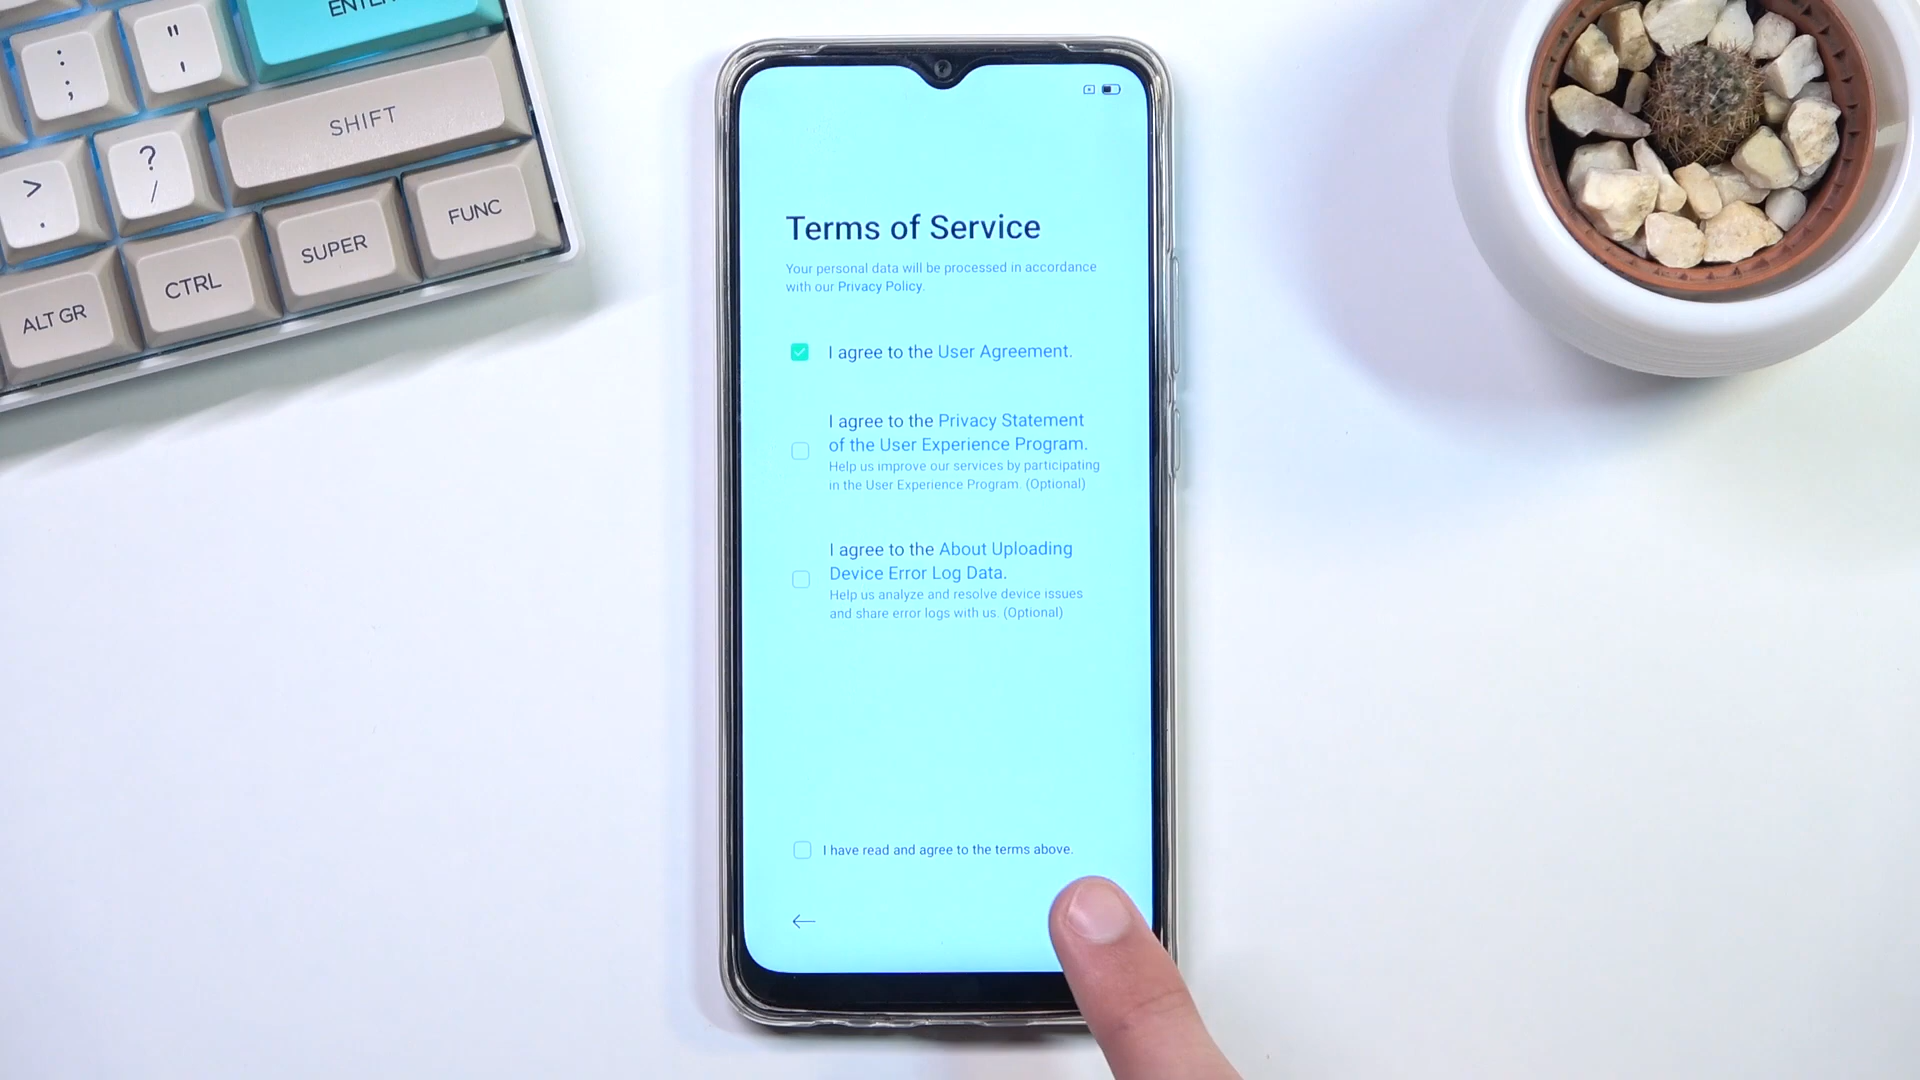 ENTER
"
'
:
;
SHIFT
?
/
>
.
FUNC
SUPER
CTRL
ALT GR
Terms of Service
Your personal data will be processed in accordance
with our Privacy Policy.
I agree to the User Agreement.
I agree to the Privacy Statement
of the User Experience Program.
Help us improve our services by participating
in the User Experience Program. (Optional)
I agree to the About Uploading
Device Error Log Data.
Help us analyze and resolve device issues
and share error logs with us. (Optional)
I have read and agree to the terms above.